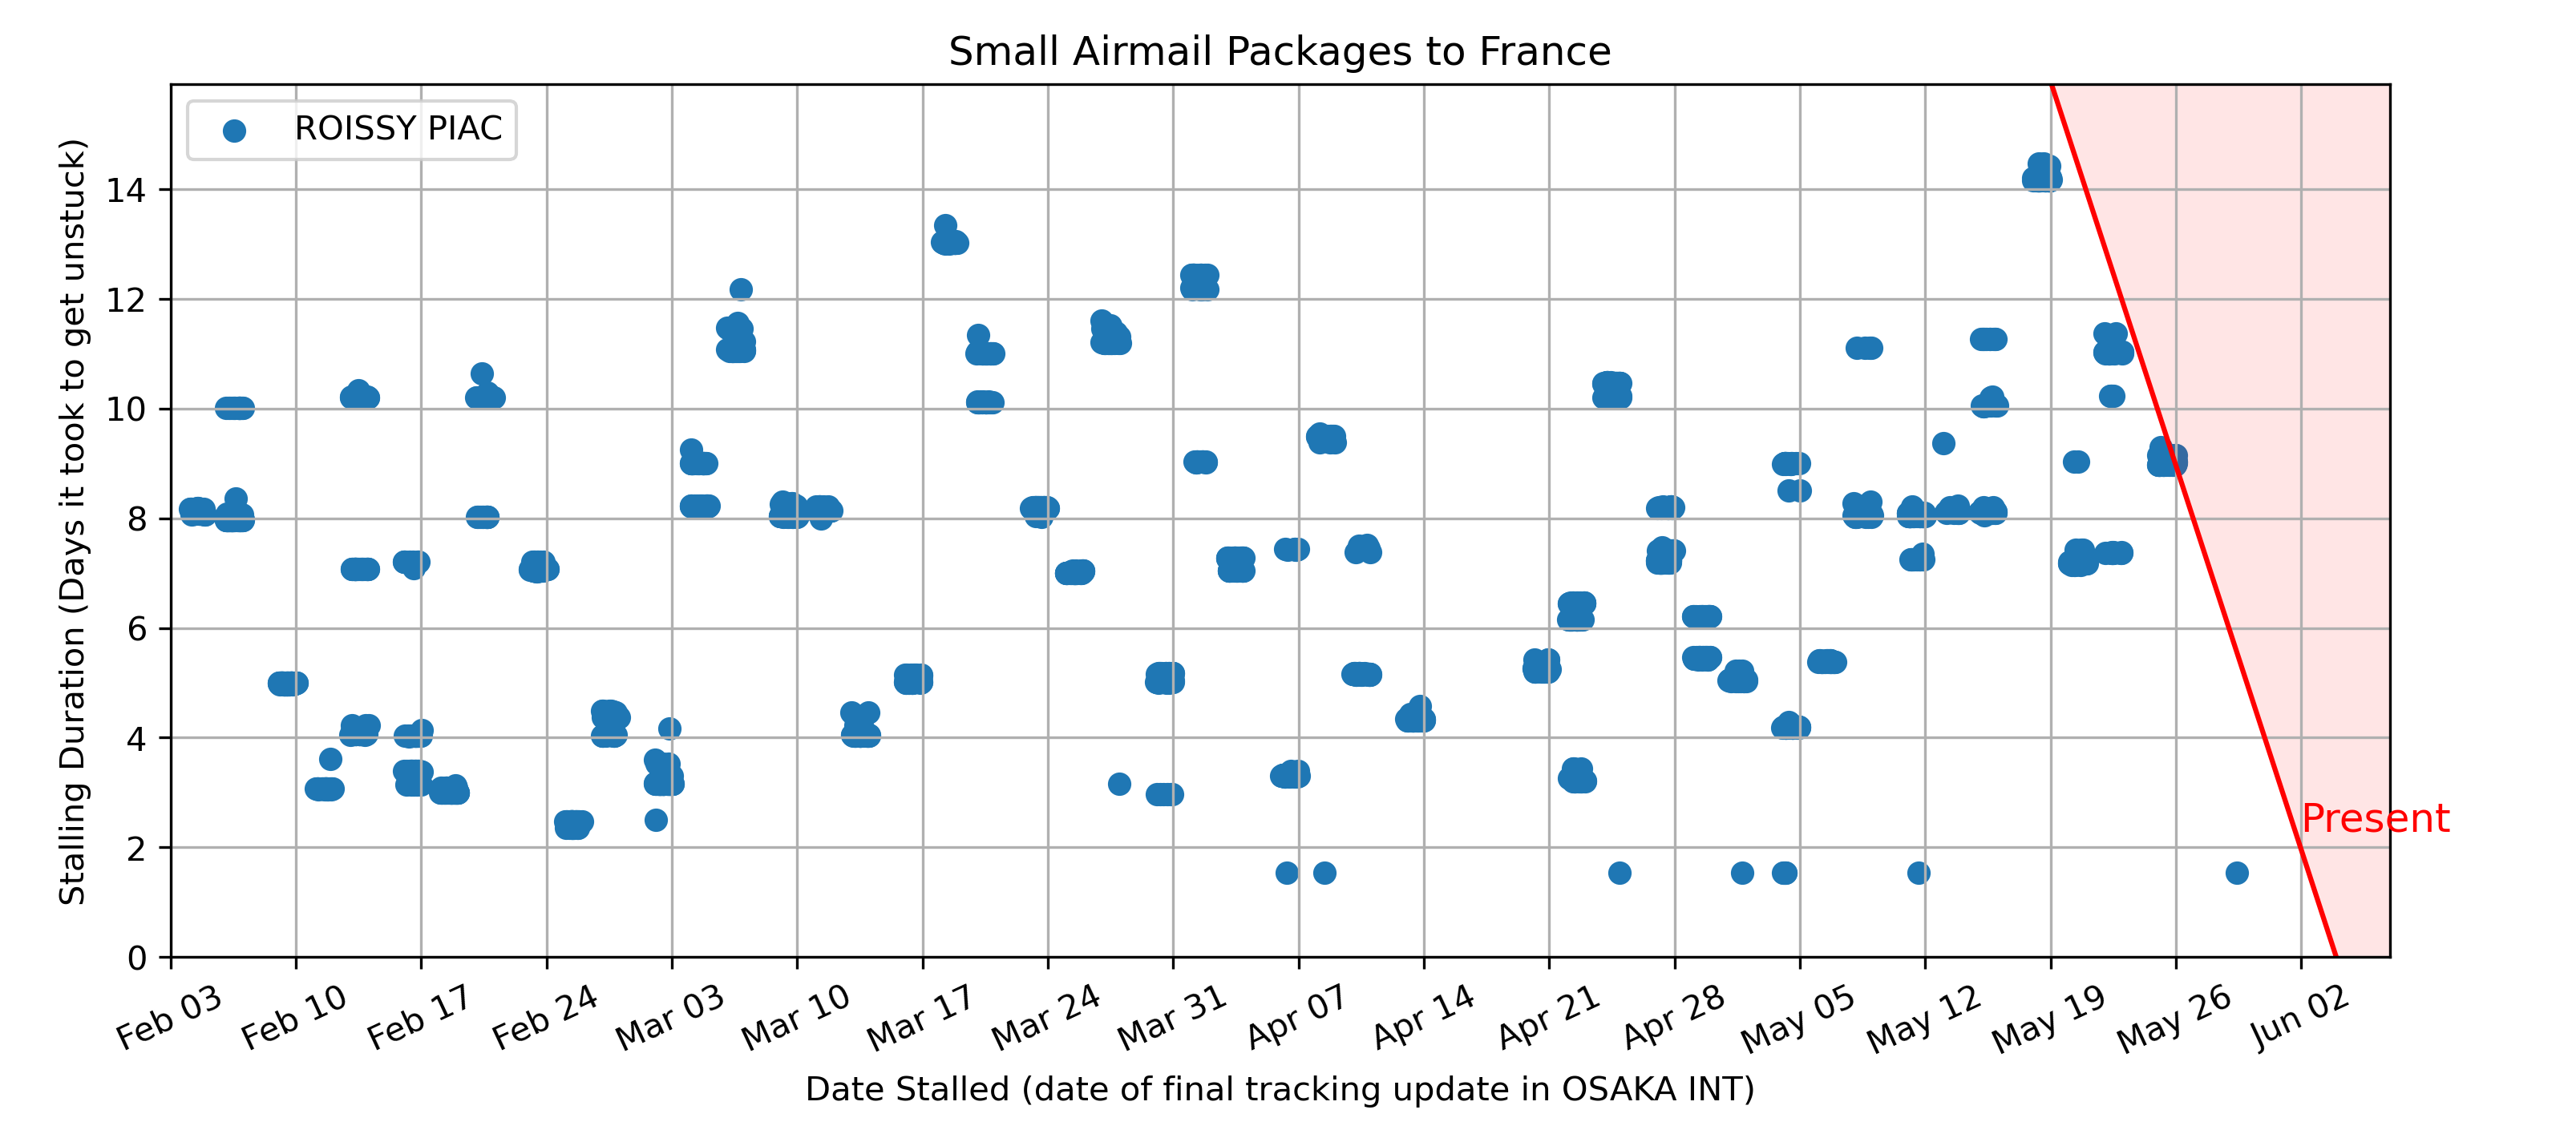 Small Airmail Packages to France
ROISSY PIAC
Stalling Duration (Days it took to get unstuck)
14
12
10
8
6
4
2
0
Present
Feb 03
Feb 10
Feb 17
Feb 24
Mar 03
Mar 10
Mar 17
Mar 24
Mar 31
Apr 07
Apr 14
Apr 21
Apr 28
May 05
May 12
May 19
May 26
Jun 02
Date Stalled (date of final tracking update in OSAKA INT)